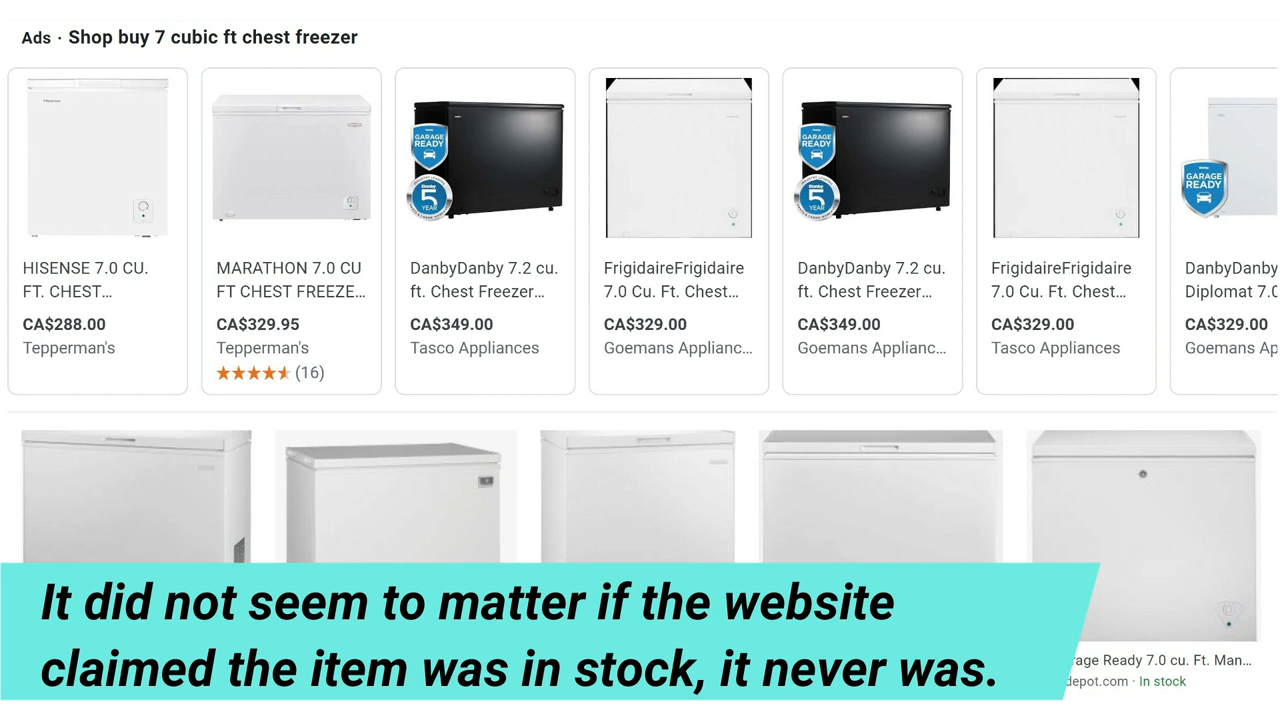 Ads · Shop buy 7 cubic ft chest freezer
Hisense
GARAGE
READY
Danby
5
YEAR
GARAGE
READY
Danby
5
YEAR
GARAGE
READY
HISENSE 7.0 CU.
FT. CHEST...
CA$288.00
Tepperman's
MARATHON 7.0 CU
FT CHEST FREEZE...
CA$329.95
Tepperman's
(16)
DanbyDanby 7.2 cu.
ft. Chest Freezer...
CA$349.00
Tasco Appliances
FrigidaireFrigidaire
7.0 Cu. Ft. Chest...
CA$329.00
Goemans Applianc...
DanbyDanby 7.2 cu.
ft. Chest Freezer...
CA$349.00
Goemans Applianc...
FrigidaireFrigidaire
7.0 Cu. Ft. Chest...
CA$329.00
Tasco Appliances
DanbyDanby
Diplomat 7.0
CA$329.00
Goemans Ap
It did not seem to matter if the website
claimed the item was in stock, it never was.
rage Ready 7.0 cu. Ft. Man...
depot.com · In stock